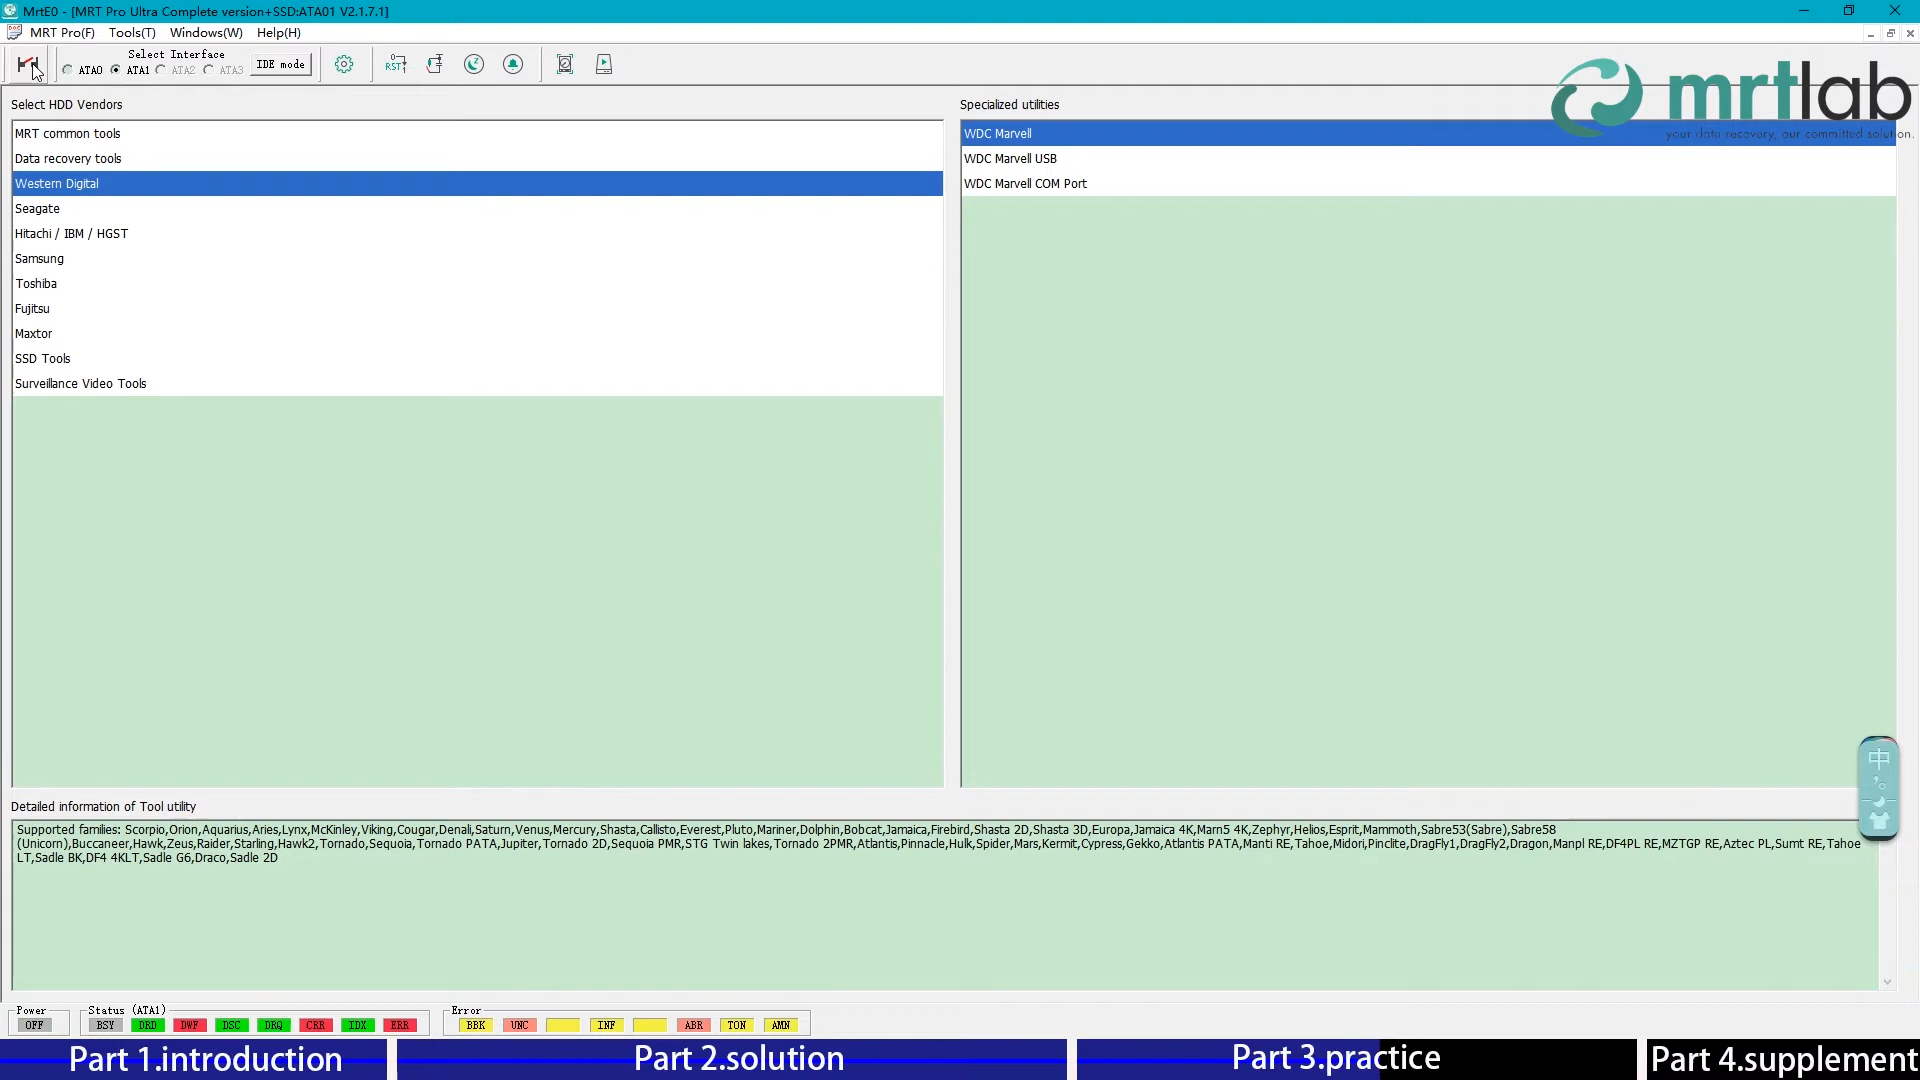 MrtE0 - [MRT Pro Ultra Complete version+SSD:ATA01 V2.1.7.1]
MRT Pro(F) Tools(T) Windows(W) Help(H)
Select Interface
ATA0 ATA1 ATA2 ATA3 IDE mode
RST
mrtlab
your data recovery, our committed solution.
Select HDD Vendors
MRT common tools
Data recovery tools
Western Digital
Seagate
Hitachi / IBM / HGST
Samsung
Toshiba
Fujitsu
Maxtor
SSD Tools
Surveillance Video Tools
Specialized utilities
WDC Marvell
WDC Marvell USB
WDC Marvell COM Port
中
Detailed information of Tool utility
Supported families: Scorpio,Orion,Aquarius,Aries,Lynx,McKinley,Viking,Cougar,Denali,Saturn,Venus,Mercury,Shasta,Callisto,Everest,Pluto,Mariner,Dolphin,Bobcat,Jamaica,Firebird,Shasta 2D,Shasta 3D,Europa,Jamaica 4K,Marn5 4K,Zephyr,Helios,Esprit,Mammoth,Sabre53(Sabre),Sabre58
(Unicorn),Buccaneer,Hawk,Zeus,Raider,Starling,Hawk2,Tornado,Sequoia,Tornado PATA,Jupiter,Tornado 2D,Sequoia PMR,STG Twin lakes,Tornado 2PMR,Atlantis,Pinnacle,Hulk,Spider,Mars,Kermit,Cypress,Gekko,Atlantis PATA,Manti RE,Tahoe,Midori,Pinclite,DragFly1,DragFly2,Dragon,Manpl RE,DF4PL RE,MZTGP RE,Aztec PL,Sumt RE,Tahoe
LT,Sadle BK,DF4 4KLT,Sadle G6,Draco,Sadle 2D
Power
OFF
Status (ATA1)
BSY DRD DWF DSC DRQ CRR IDX ERR
Error
BBK UNC INF ABR TON AMN
Part 1.introduction
Part 2.solution
Part 3.practice
Part 4.supplement